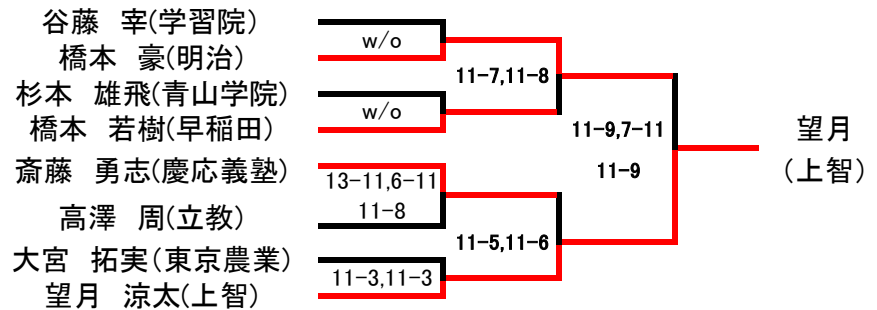 谷藤　宰(学習院)
橋本　豪(明治)
杉本　雄飛(青山学院)
橋本　若樹(早稲田)
斎藤　勇志(慶応義塾)
高澤　周(立教)
大宮　拓実(東京農業)
望月　涼太(上智)
w/o
w/o
13-11,6-11
11-8
11-3,11-3
11-7,11-8
11-5,11-6
11-9,7-11
11-9
望月
(上智)